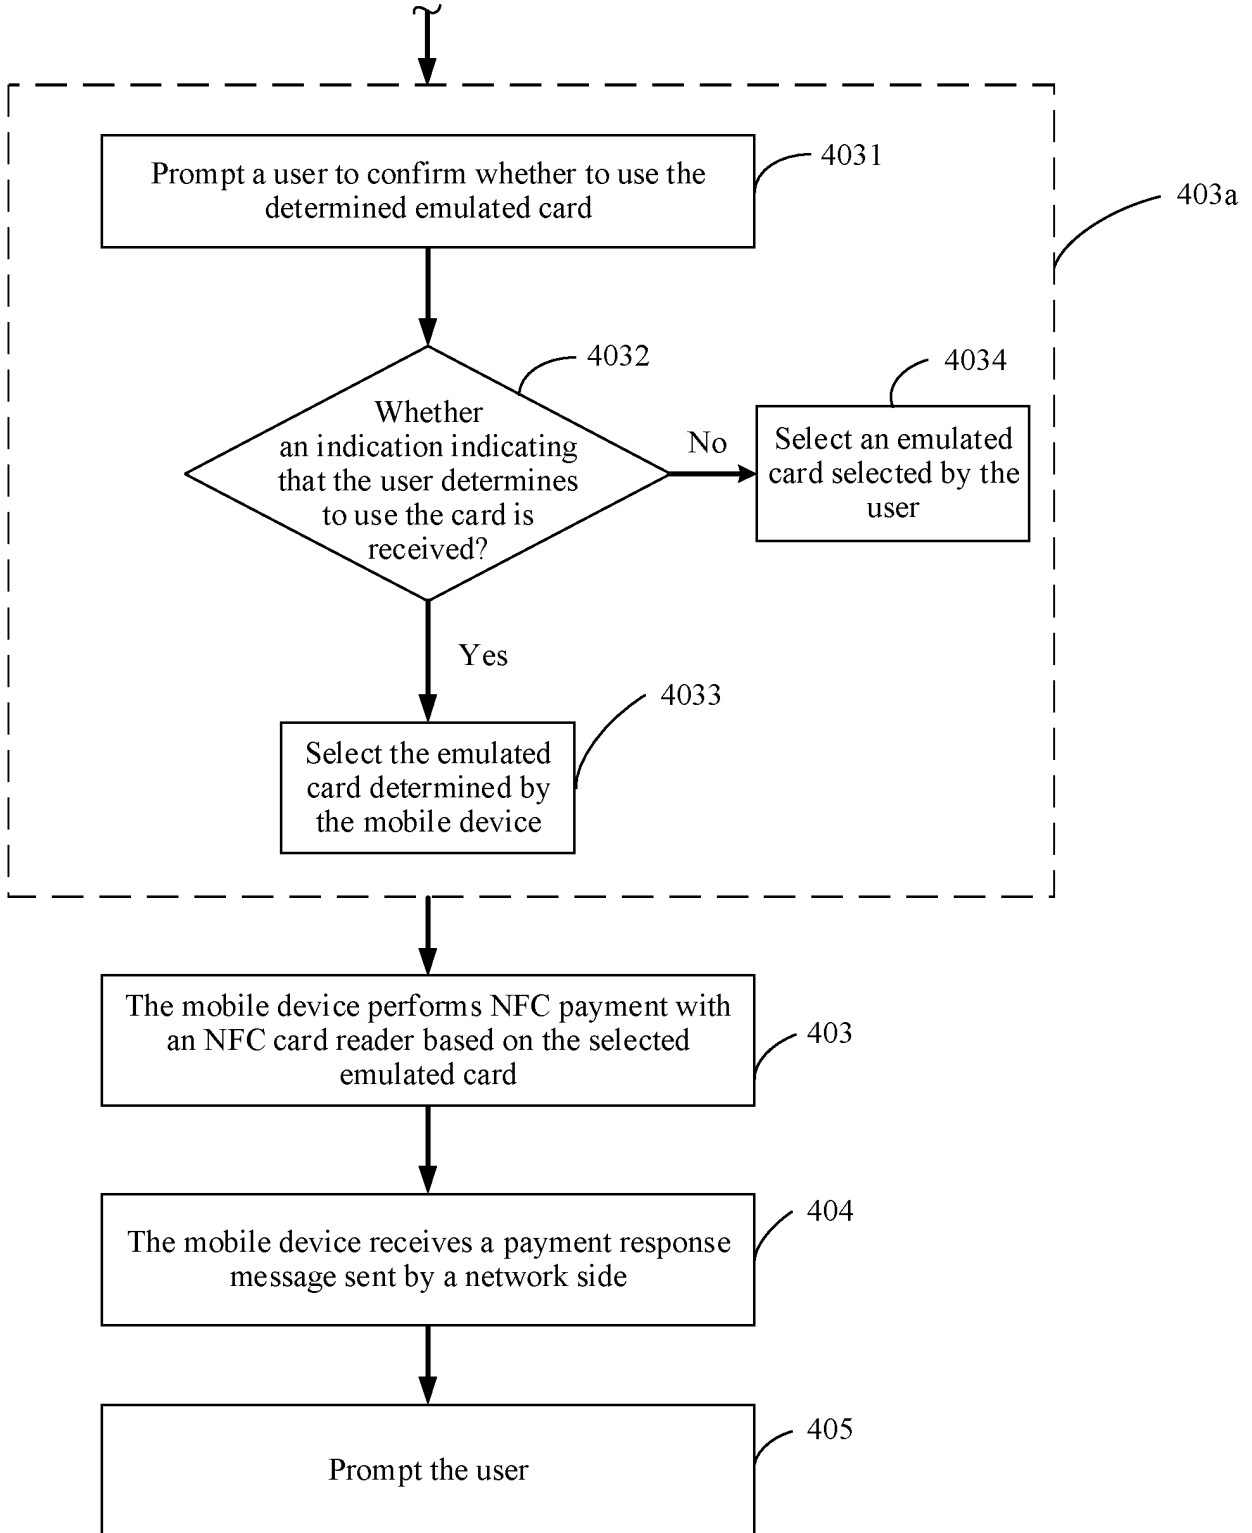 Prompt a user to confirm whether to use the
determined emulated card
4031
403a
4032
Whether
an indication indicating
that the user determines
to use the card is
received?
No
4034
Select an emulated
card selected by the
user
Yes
4033
Select the emulated
card determined by
the mobile device
The mobile device performs NFC payment with
an NFC card reader based on the selected
emulated card
403
The mobile device receives a payment response
message sent by a network side
404
Prompt the user
405